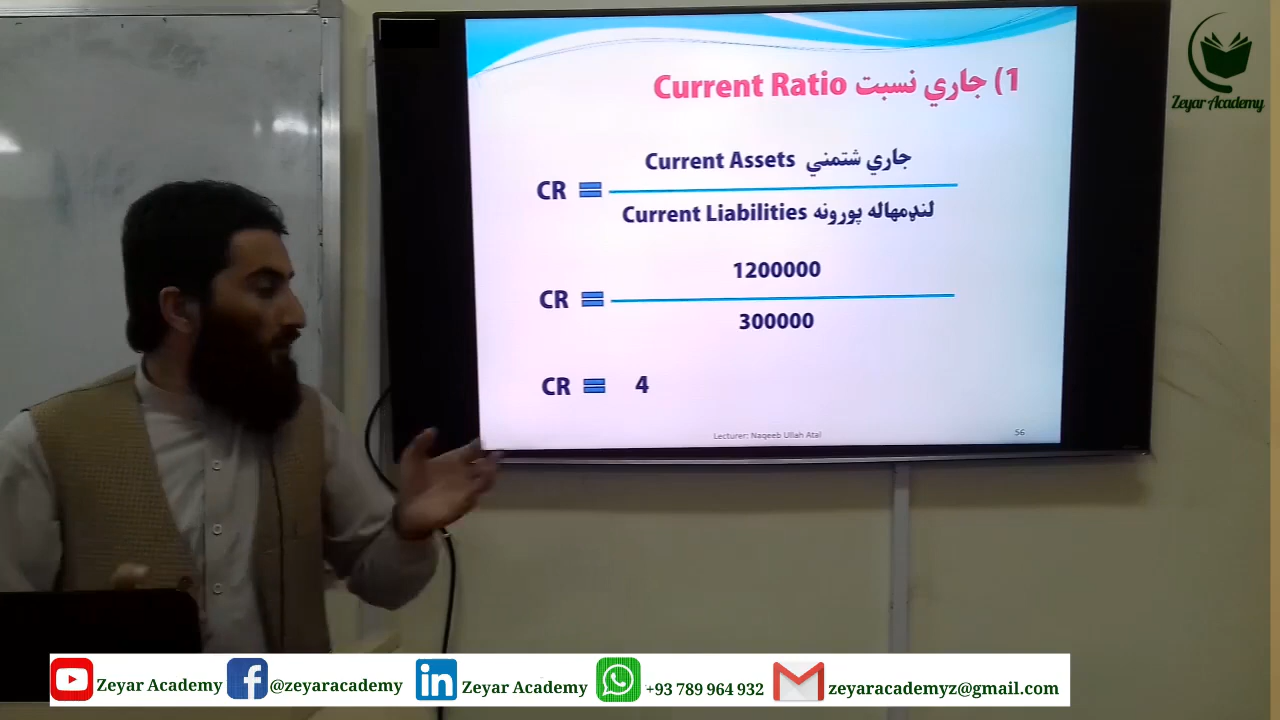 1) جاري نسبت Current Ratio
Current Assets جاري شتمني
CR =
Current Liabilities لنډمهاله پورونه
1200000
CR =
300000
CR = 4
Lecturer: Naqeeb Ullah Atal
56
Zeyar Academy
Zeyar Academy
@zeyaracademy
Zeyar Academy
+93 789 964 932
zeyaracademyz@gmail.com